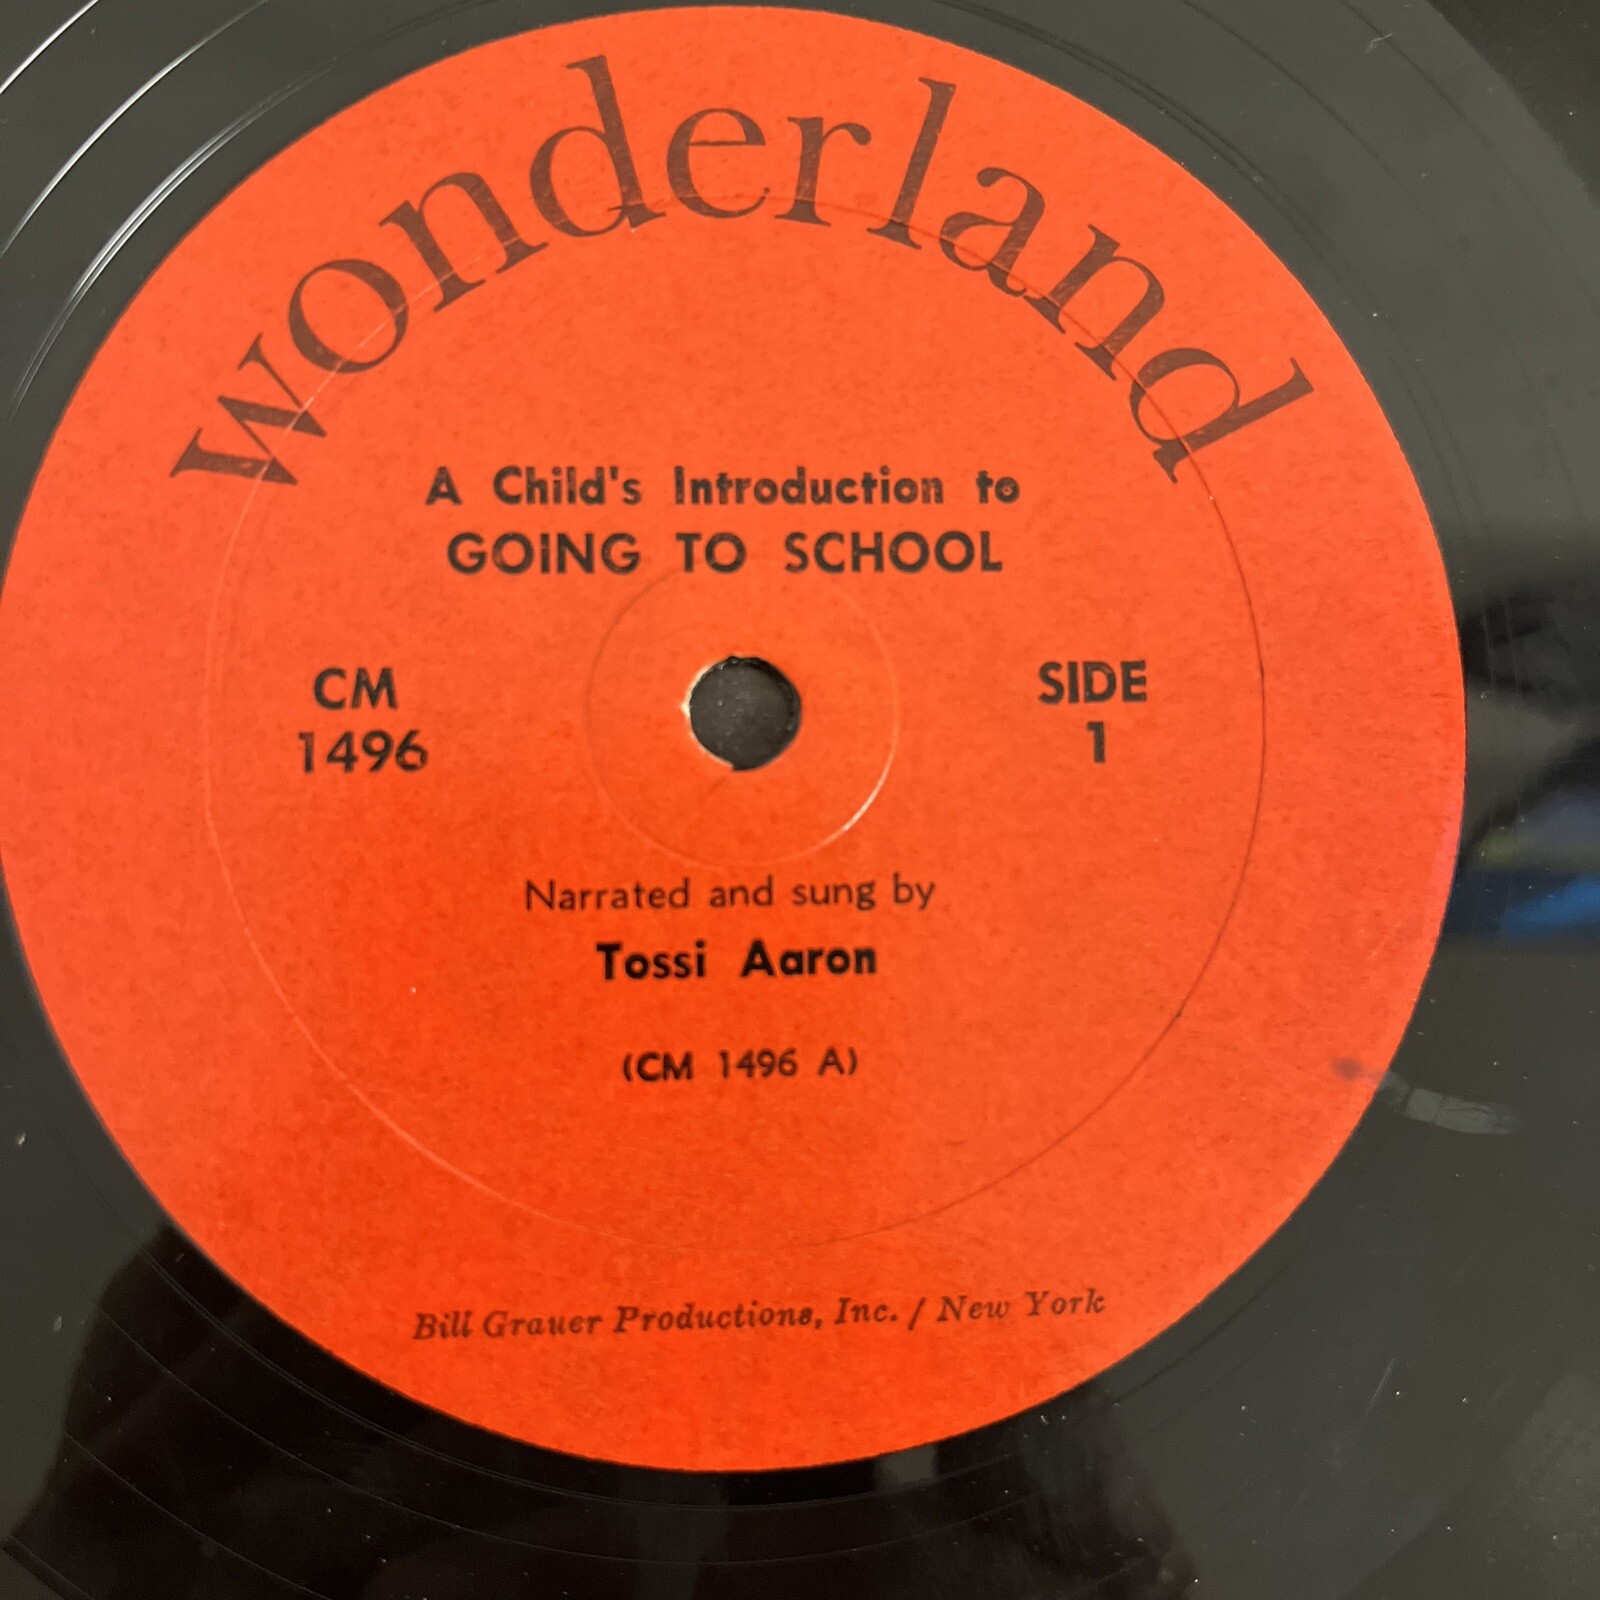 wonderland
A Child's Introduction to
GOING TO SCHOOL
CM
1496
SIDE
1
Narrated and sung by
Tossi Aaron
(CM 1496 A)
Bill Grauer Productions, Inc. / New York